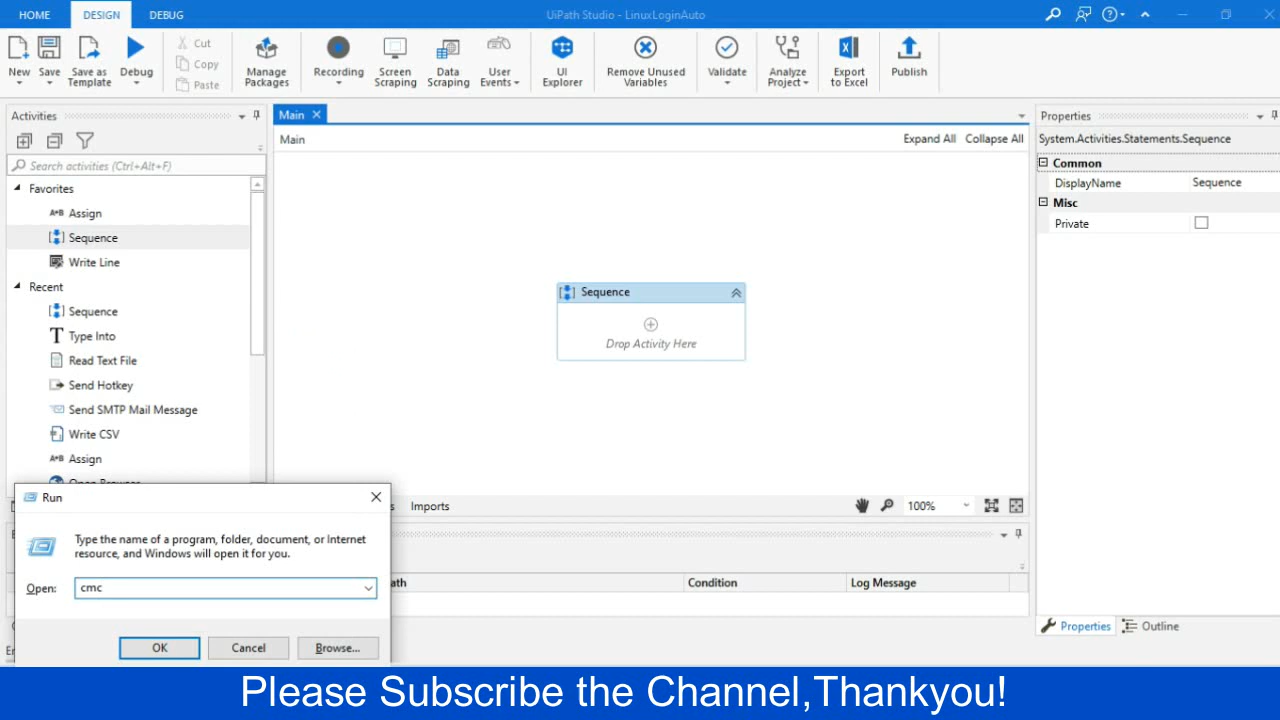 HOME DESIGN DEBUG UiPath Studio - LinuxLoginAuto
New Save Save as Template Debug
Cut
Copy
Paste
Manage Packages
Recording
Screen Scraping
Data Scraping
User Events
UI Explorer
Remove Unused Variables
Validate
Analyze Project
Export to Excel
Publish
Activities
Search activities (Ctrl+Alt+F)
Favorites
Assign
Sequence
Write Line
Recent
Sequence
Type Into
Read Text File
Send Hotkey
Send SMTP Mail Message
Write CSV
Assign
Main
Main Expand All Collapse All
Sequence
Drop Activity Here
Imports 100%
Condition Log Message
Properties
System.Activities.Statements.Sequence
Common
DisplayName Sequence
Misc
Private
Properties Outline
Run
Type the name of a program, folder, document, or Internet
resource, and Windows will open it for you.
Open: cmc
OK Cancel Browse...
Please Subscribe the Channel,Thankyou!